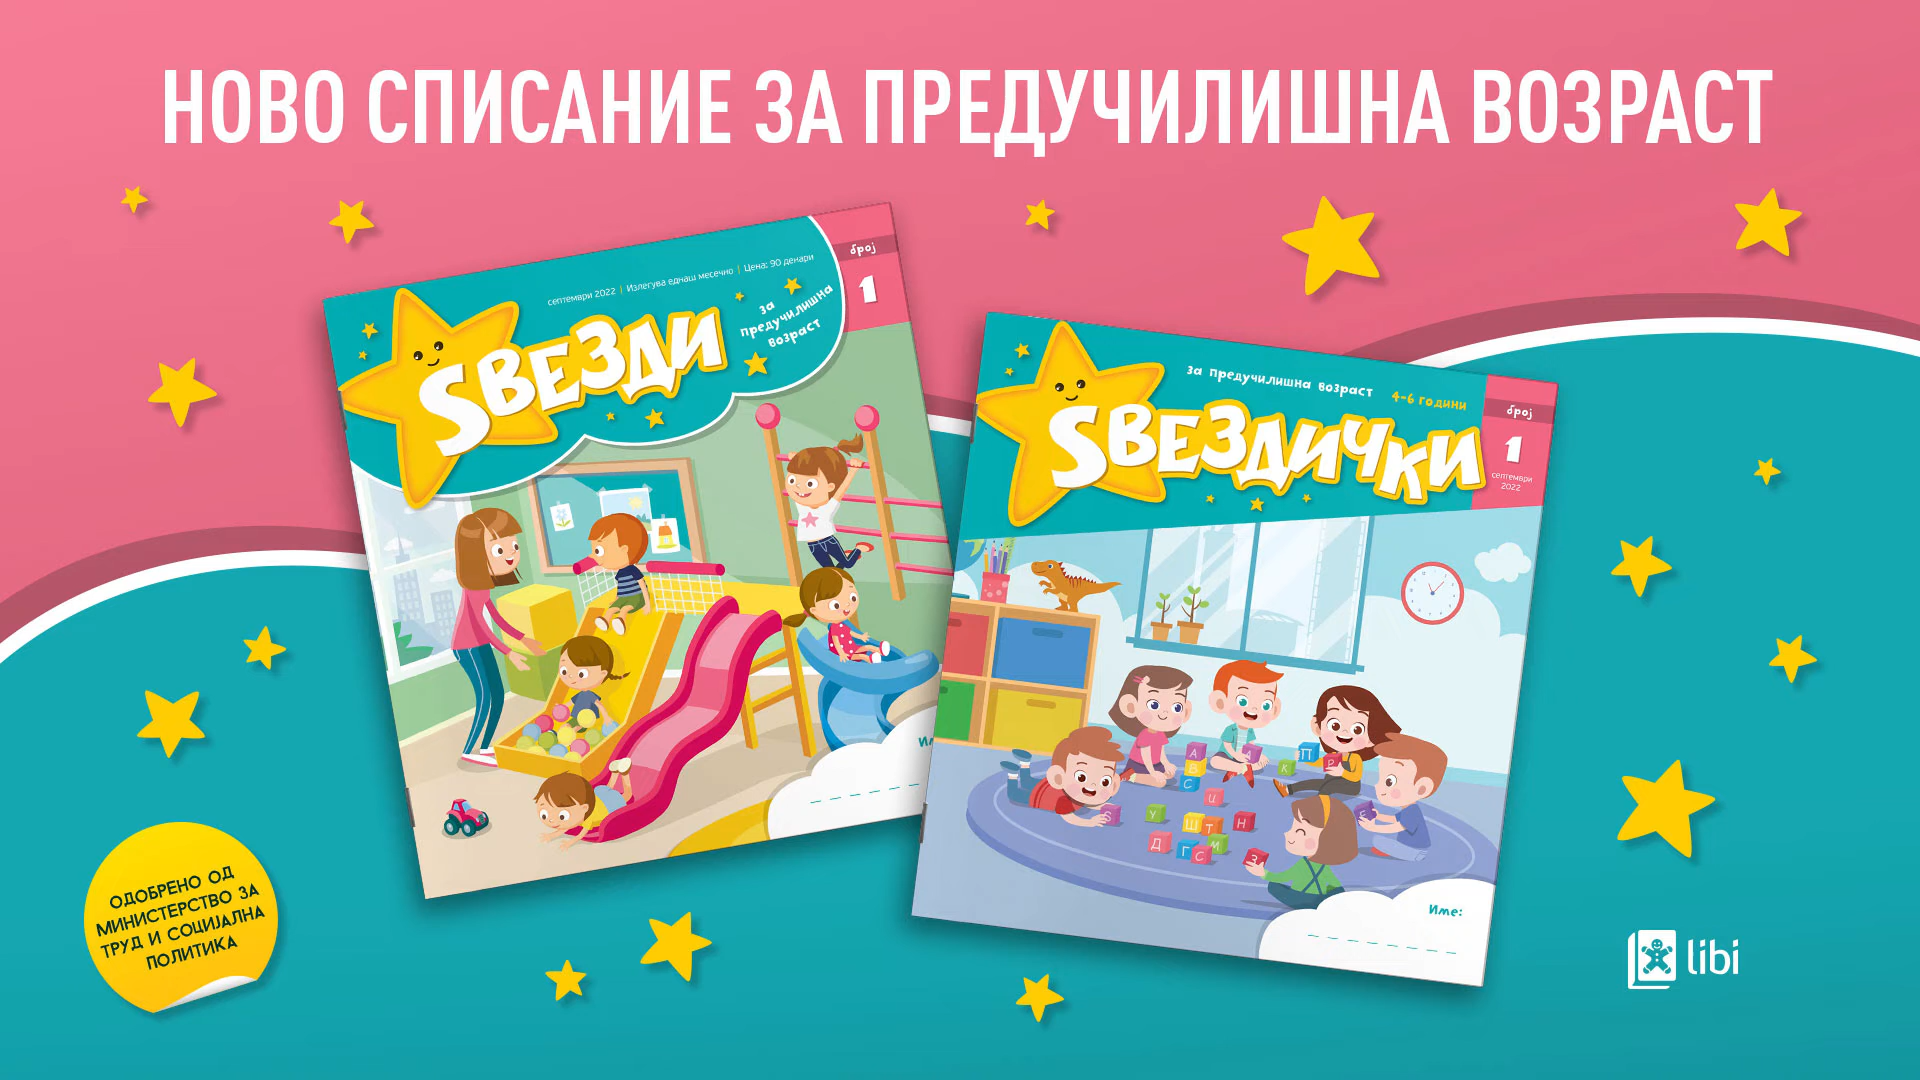 НОВО СПИСАНИЕ ЗА ПРЕДУЧИЛИШНА ВОЗРАСТ
септември 2022 | Излегува еднаш месечно | Цена: 90 денари
број
1
ЅВЕЗДИ
за
предучилишна
возраст
за предучилишна возраст 4-6 години
број
1
септември
2022
ЅВЕЗДИЧКИ
Име:
ОДОБРЕНО ОД
МИНИСТЕРСТВО ЗА
ТРУД И СОЦИЈАЛНА
ПОЛИТИКА
libi